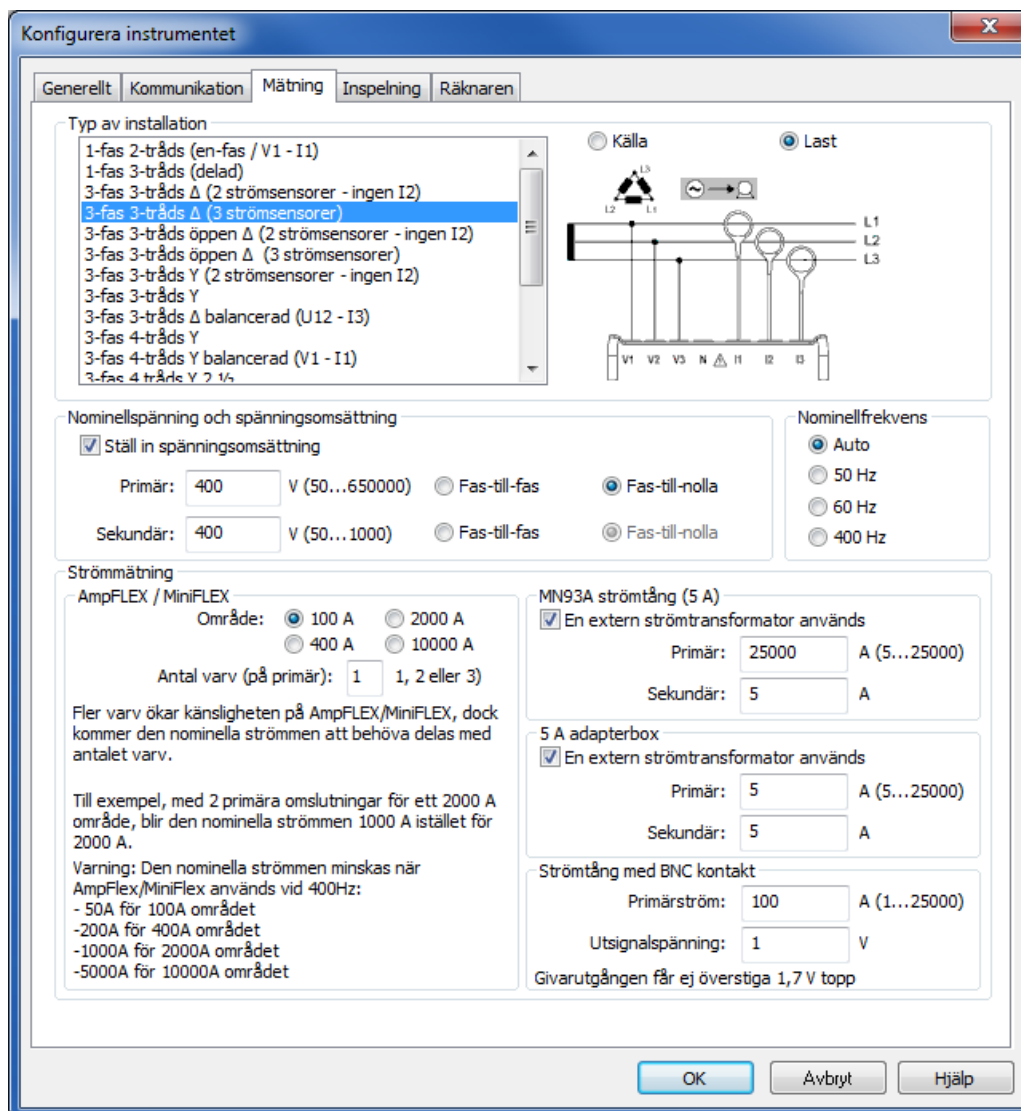 Konfigurera instrumentet
Generellt Kommunikation Mätning Inspelning Räknaren
Typ av installation
1-fas 2-tråds (en-fas / V1 - I1)
1-fas 3-tråds (delad)
3-fas 3-tråds Δ (2 strömsensorer - ingen I2)
3-fas 3-tråds Δ (3 strömsensorer)
3-fas 3-tråds öppen Δ (2 strömsensorer - ingen I2)
3-fas 3-tråds öppen Δ (3 strömsensorer)
3-fas 3-tråds Y (2 strömsensorer - ingen I2)
3-fas 3-tråds Y
3-fas 3-tråds Δ balancerad (U12 - I3)
3-fas 4-tråds Y
3-fas 4-tråds Y balancerad (V1 - I1)
3-fas 4 tråds Y 2 ½
Källa Last
L3
L2 L1
L1
L2
L3
V1 V2 V3 N I1 I2 I3
Nominellspänning och spänningsomsättning
Ställ in spänningsomsättning
Primär: 400 V (50...650000) Fas-till-fas Fas-till-nolla
Sekundär: 400 V (50...1000) Fas-till-fas Fas-till-nolla
Nominellfrekvens
Auto
50 Hz
60 Hz
400 Hz
Strömmätning
AmpFLEX / MiniFLEX
Område: 100 A 2000 A
400 A 10000 A
Antal varv (på primär): 1 1, 2 eller 3)
Fler varv ökar känsligheten på AmpFLEX/MiniFLEX, dock
kommer den nominella strömmen att behöva delas med
antalet varv.
Till exempel, med 2 primära omslutningar för ett 2000 A
område, blir den nominella strömmen 1000 A istället för
2000 A.
Varning: Den nominella strömmen minskas när
AmpFlex/MiniFlex används vid 400Hz:
- 50A för 100A området
-200A för 400A området
-1000A för 2000A området
-5000A för 10000A området
MN93A strömtång (5 A)
En extern strömtransformator används
Primär: 25000 A (5...25000)
Sekundär: 5 A
5 A adapterbox
En extern strömtransformator används
Primär: 5 A (5...25000)
Sekundär: 5 A
Strömtång med BNC kontakt
Primärström: 100 A (1...25000)
Utsignalspänning: 1 V
Givarutgången får ej överstiga 1,7 V topp
OK Avbryt Hjälp